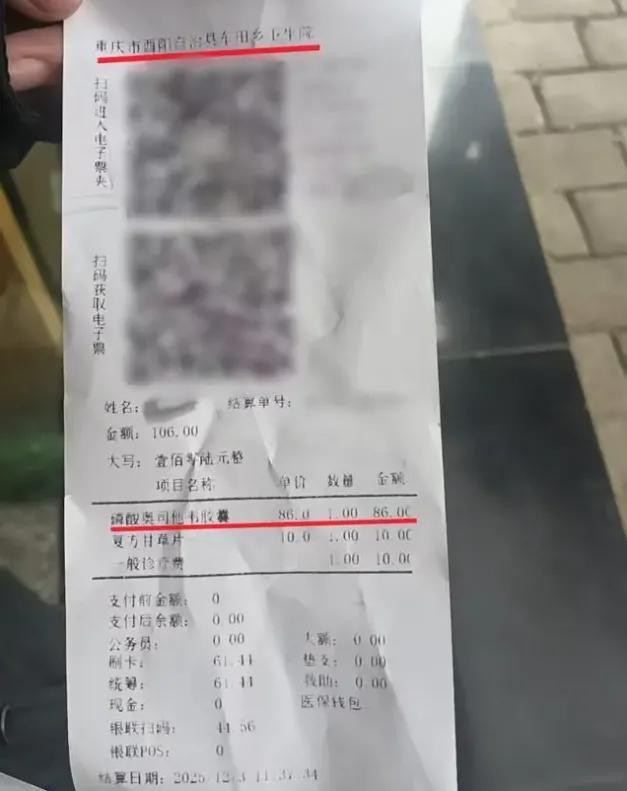 重庆市酉阳自治县车田乡卫生院
扫码进入电子票夹
扫码获取电子票
姓名： 结算单号：
金额：106.00
大写：壹佰零陆元整
项目名称 单价 数量 金额
磷酸奥司他韦胶囊 86.0 1.00 86.00
复方甘草片 10.0 1.00 10.00
一般诊疗费 1.00 10.00
支付前金额：0
支付后余额：0.00
公务员：0.00 大额：0.00
刷卡：61.44 垫支：0.00
统筹：61.44 救助：0.00
现金：0 医保钱包
银联扫码：44.56
银联POS：0
结算日期：2025.12.3 11.37.34